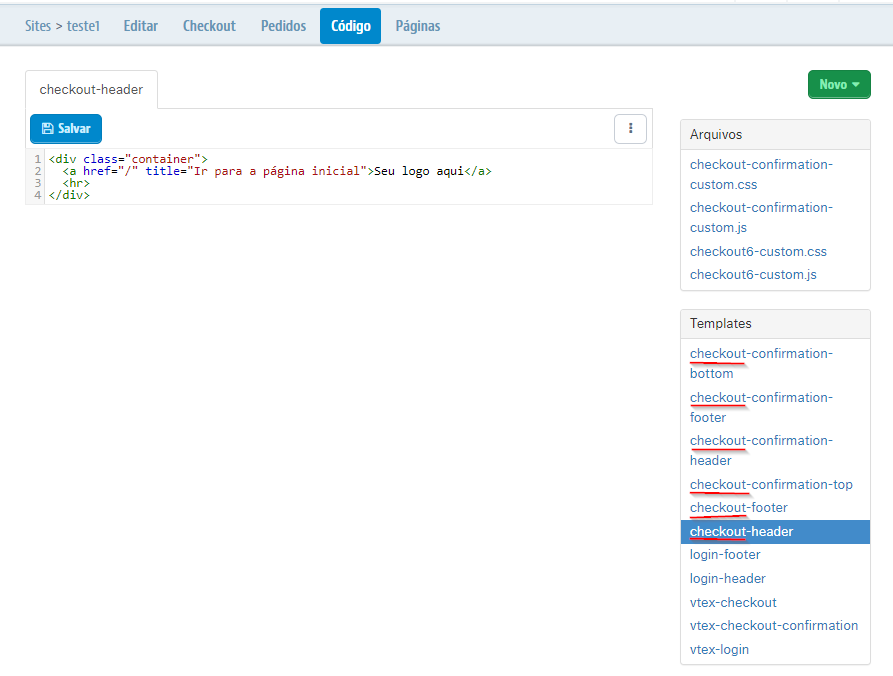 Sites > teste1 Editar Checkout Pedidos Código Páginas
checkout-header
Novo
Salvar
1 <div class="container">
2 <a href="/" title="Ir para a página inicial">Seu logo aqui</a>
3 <hr>
4 </div>
Arquivos
checkout-confirmation-
custom.css
checkout-confirmation-
custom.js
checkout6-custom.css
checkout6-custom.js
Templates
checkout-confirmation-
bottom
checkout-confirmation-
footer
checkout-confirmation-
header
checkout-confirmation-top
checkout-footer
checkout-header
login-footer
login-header
vtex-checkout
vtex-checkout-confirmation
vtex-login